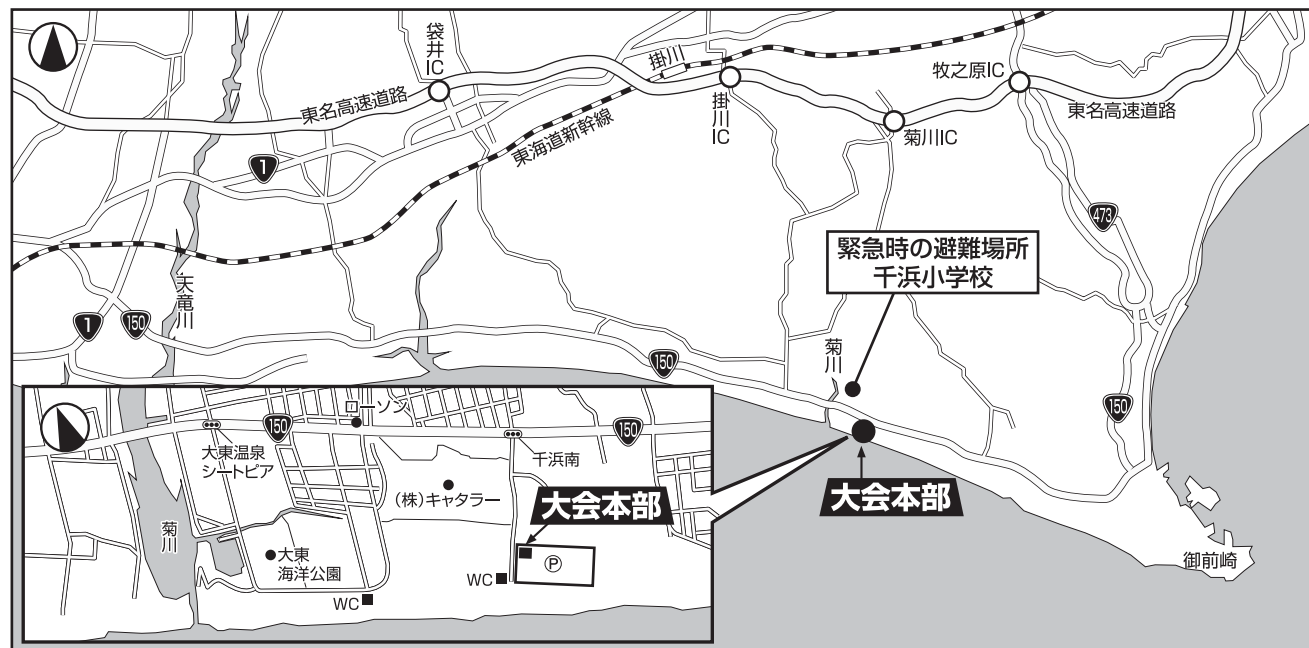 袋井IC
掛川
牧之原IC
東名高速道路
掛川IC
菊川IC
東名高速道路
東海道新幹線
1
473
緊急時の避難場所
千浜小学校
天竜川
1
150
150
菊川
150
大会本部
御前崎
ローソン
150
150
大東温泉
シートピア
千浜南
(株)キャタラー
大会本部
菊川
大東
海洋公園
P
WC
WC